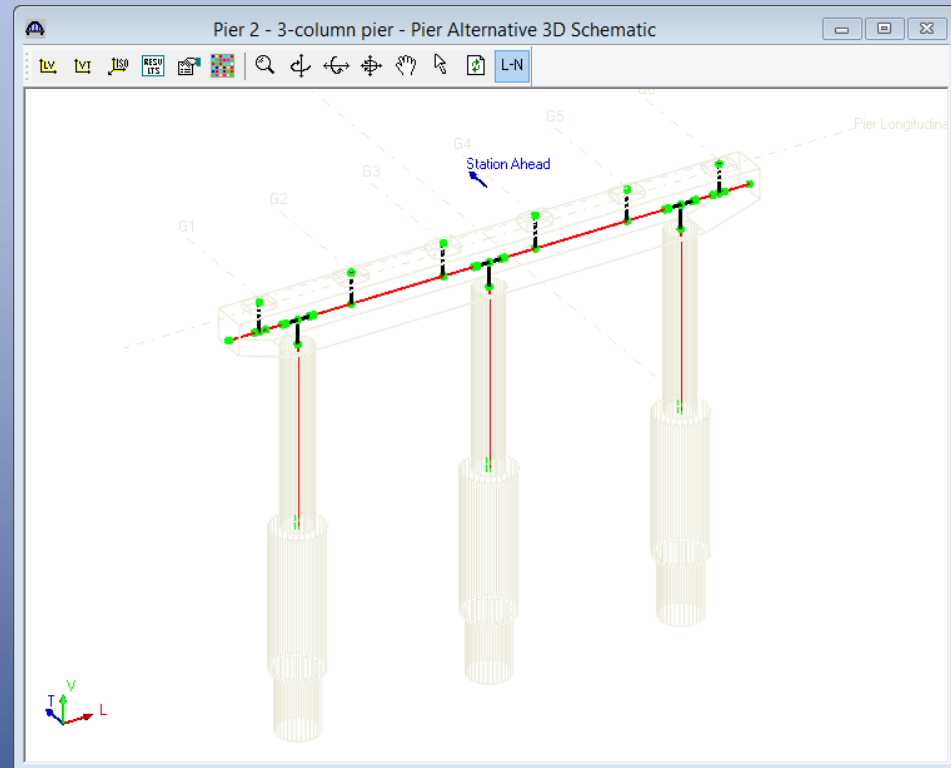 Pier 2 - 3-column pier - Pier Alternative 3D Schematic
LV
VT
ISO
RESU
LTS
L-N
G6
G5
Pier Longitudina
G4
Station Ahead
G3
G2
G1
V
T
L